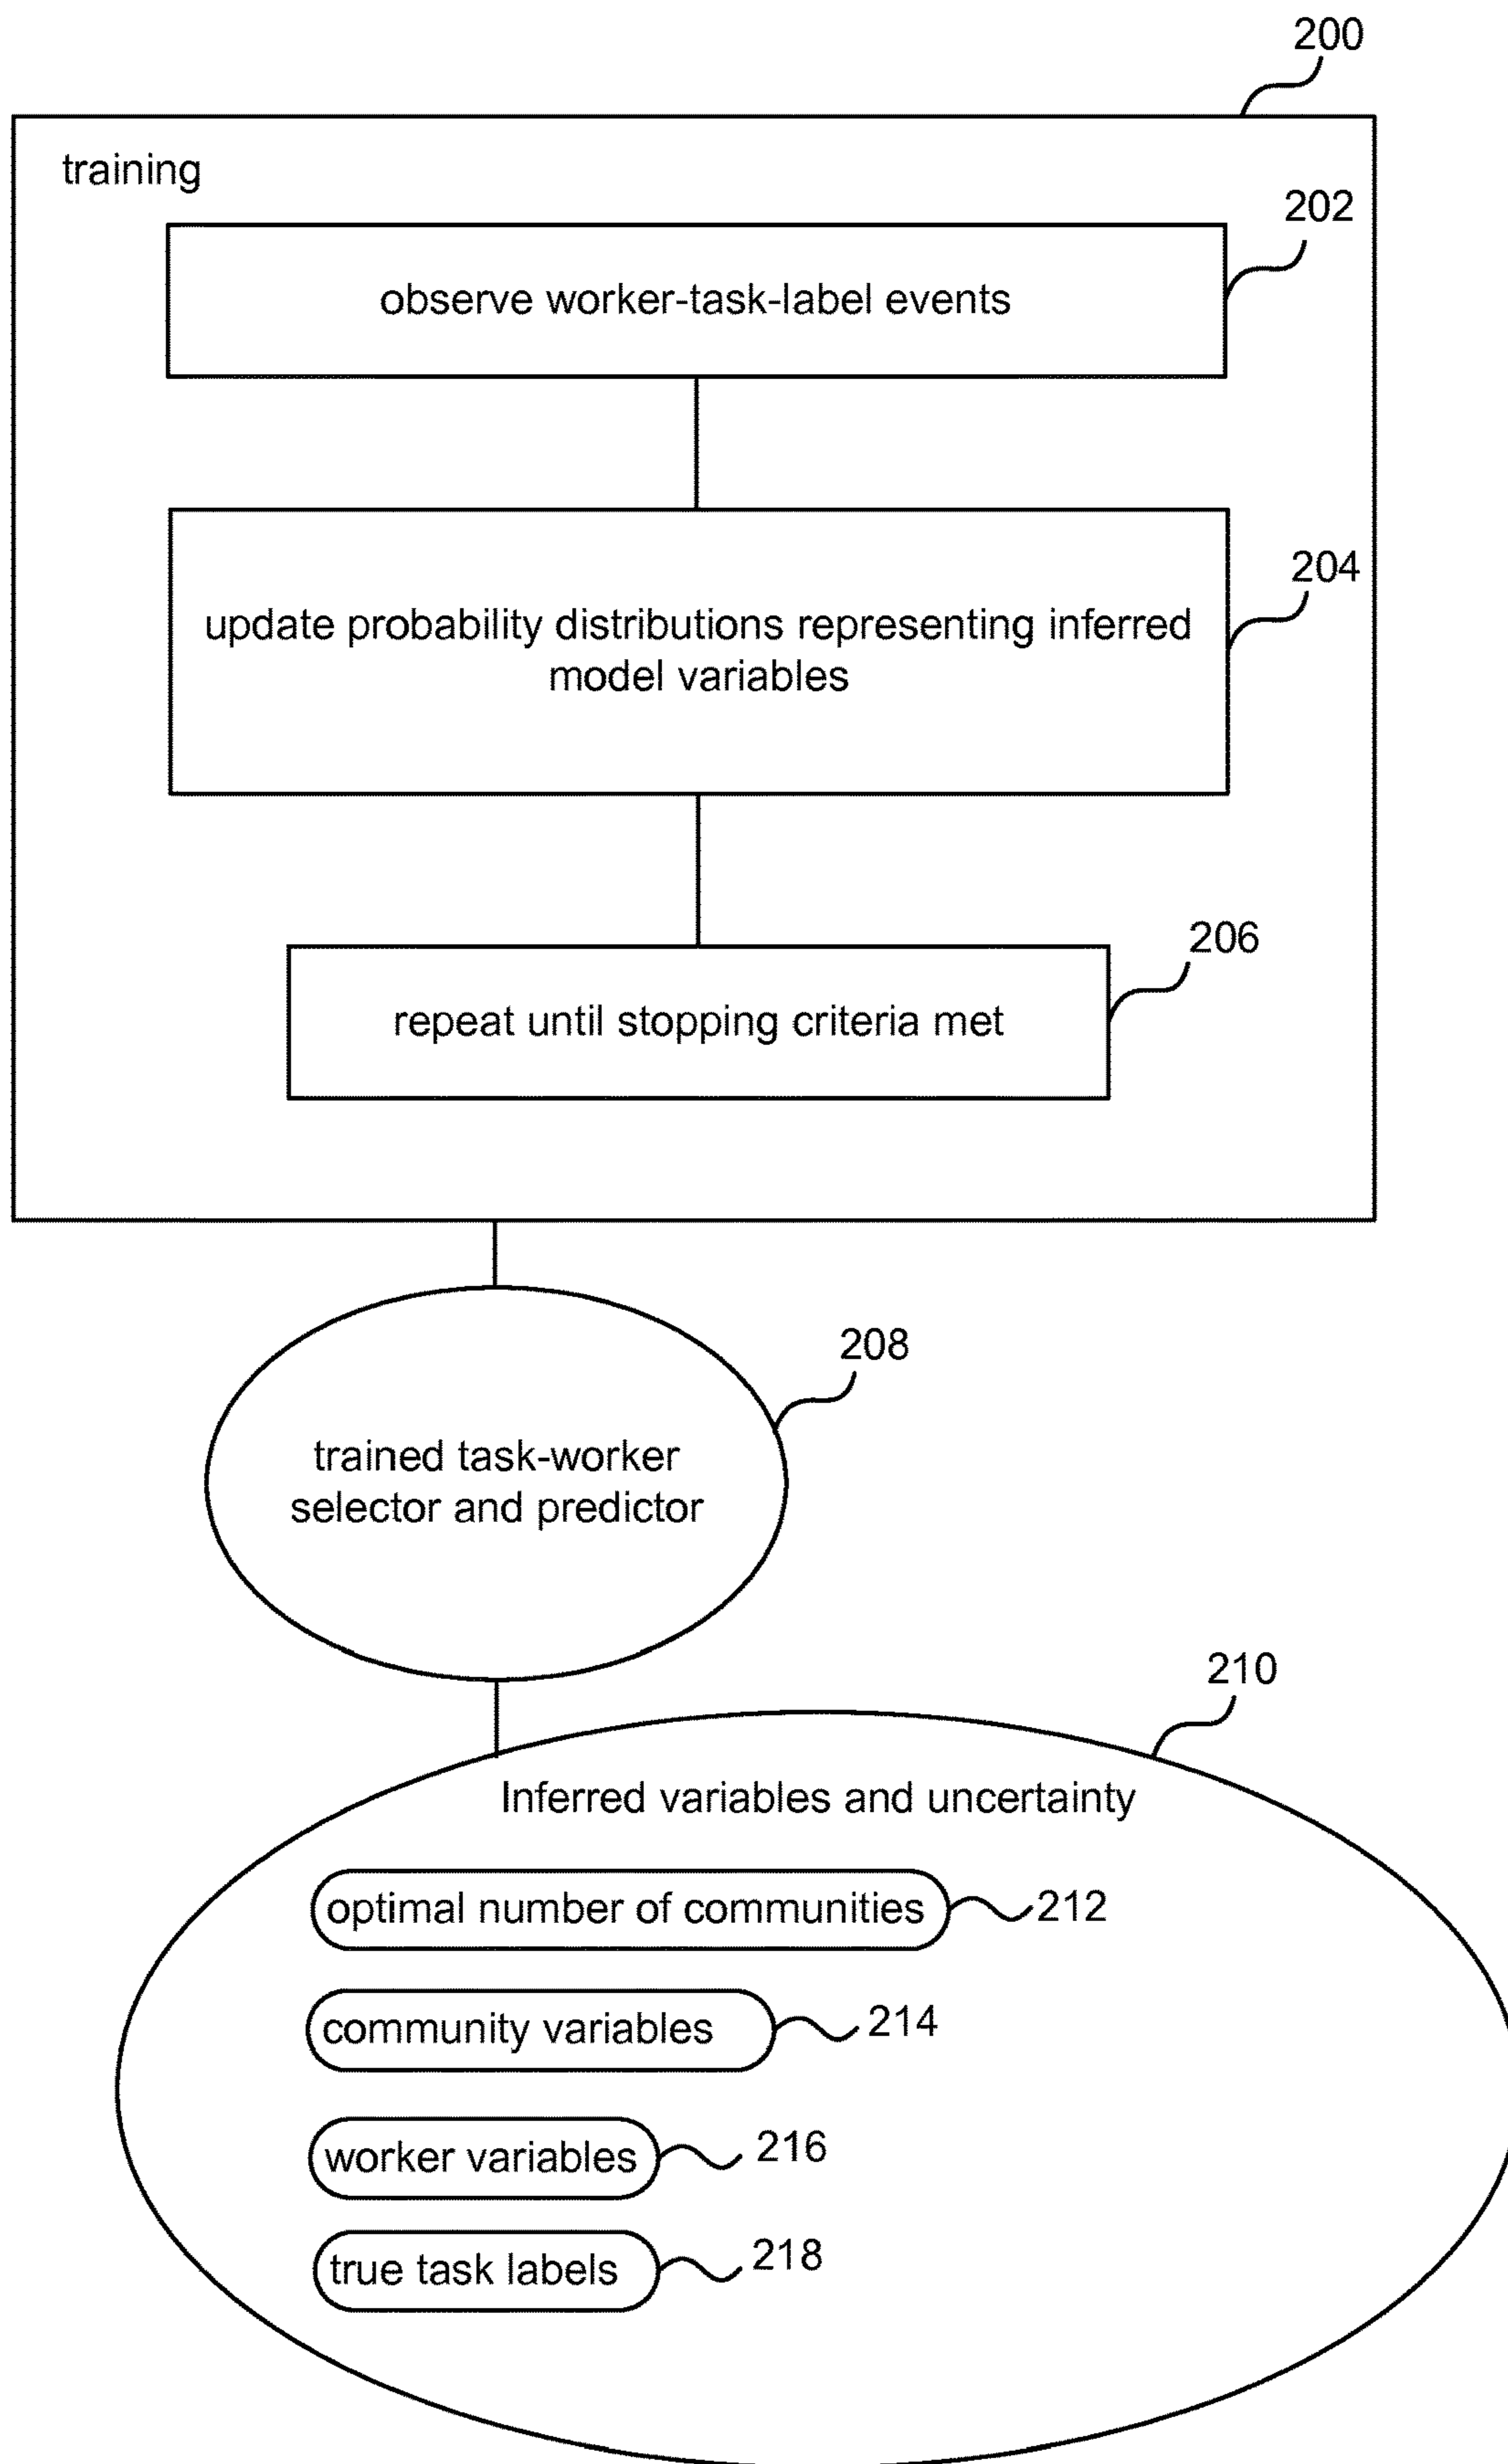 200
training
202
observe worker-task-label events
204
update probability distributions representing inferred
model variables
206
repeat until stopping criteria met
208
trained task-worker
selector and predictor
210
Inferred variables and uncertainty
optimal number of communities
212
community variables
214
worker variables
216
true task labels
218